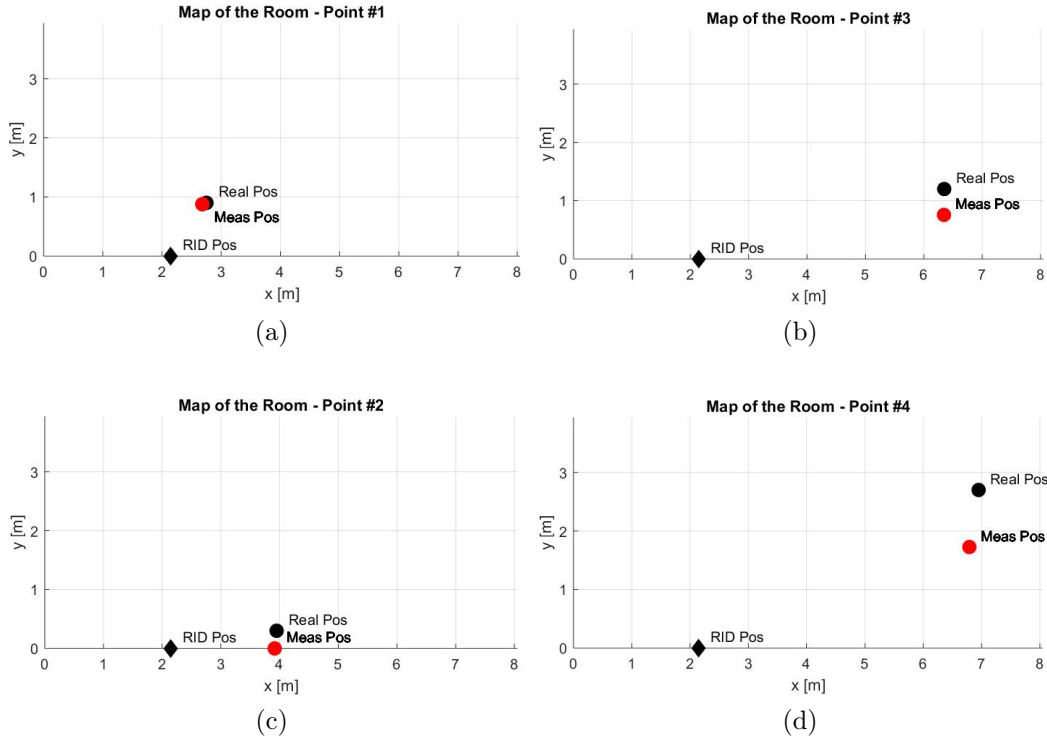 Map of the Room - Point #1
y [m]
3
2
1
0
Real Pos
Meas Pos
RID Pos
0 1 2 3 4 5 6 7 8
x [m]
(a)
Map of the Room - Point #3
y [m]
3
2
1
0
Real Pos
Meas Pos
RID Pos
0 1 2 3 4 5 6 7 8
x [m]
(b)
Map of the Room - Point #2
y [m]
3
2
1
0
Real Pos
RID Pos
Meas Pos
0 1 2 3 4 5 6 7 8
x [m]
(c)
Map of the Room - Point #4
y [m]
3
2
1
0
Real Pos
Meas Pos
RID Pos
0 1 2 3 4 5 6 7 8
x [m]
(d)